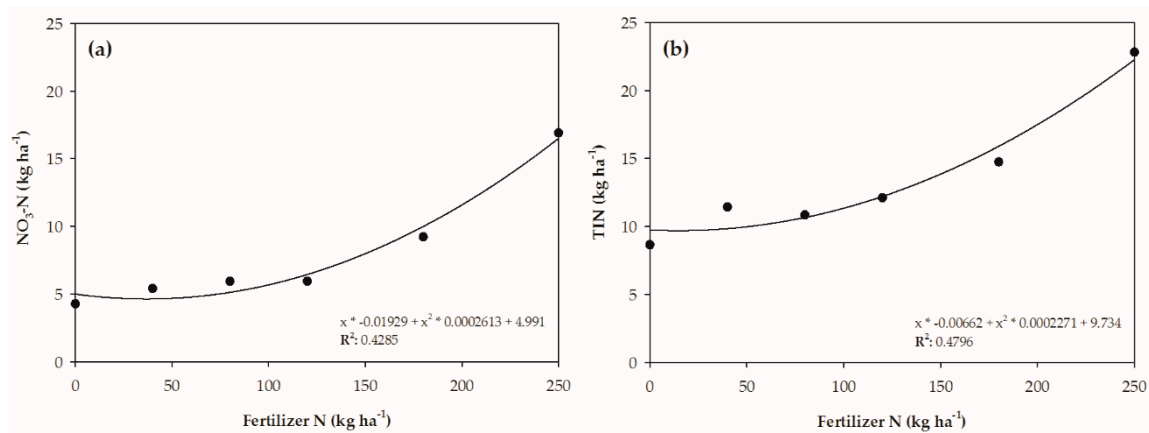 (a)
25
20
15
10
5
0
NO₃-N (kg ha⁻¹)
0 50 100 150 200 250
Fertilizer N (kg ha⁻¹)
x * -0.01929 + x² * 0.0002613 + 4.991
R²: 0.4285
(b)
25
20
15
10
5
0
TIN (kg ha⁻¹)
0 50 100 150 200 250
Fertilizer N (kg ha⁻¹)
x * -0.00662 + x² * 0.0002271 + 9.734
R²: 0.4796